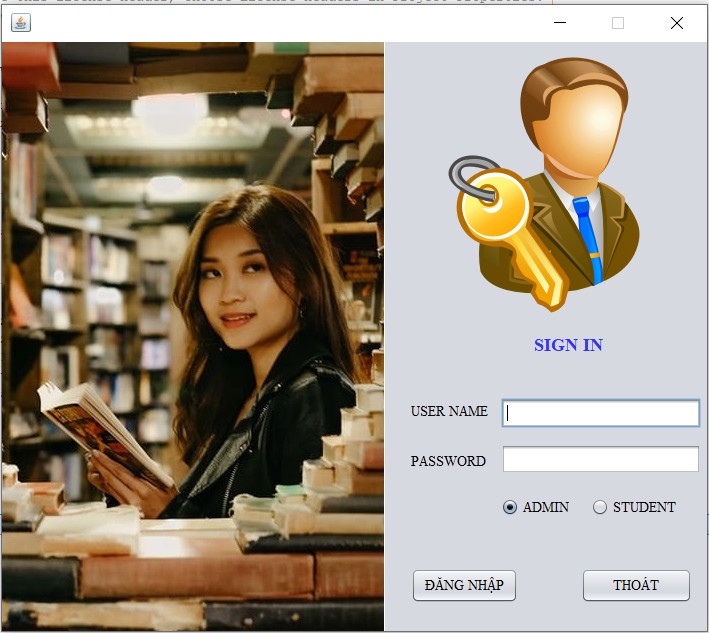 SIGN IN
USER NAME
PASSWORD
ADMIN STUDENT
ĐĂNG NHẬP THOÁT